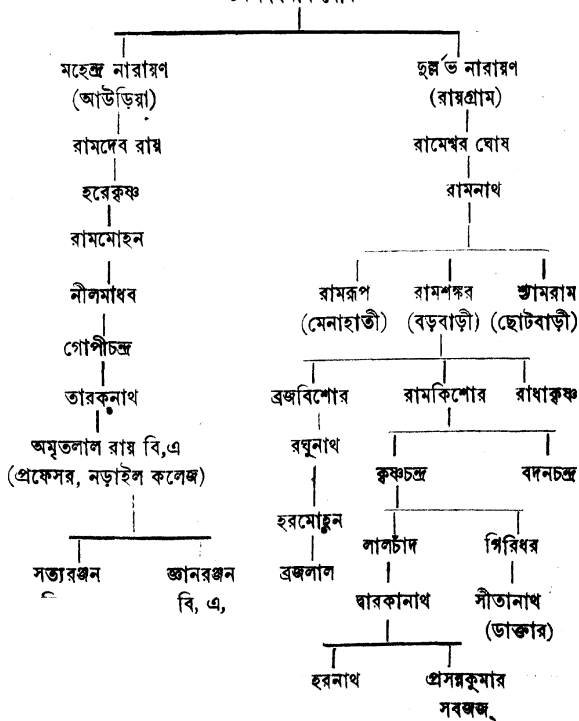 মহেন্দ্র নারায়ণ দুর্ল্লভ নারায়ণ
(আউড়িয়া) (রায়গ্রাম)
রামদেব রায় রামেশ্বর ঘোষ
হরেকৃষ্ণ রামনাথ
রামমোহন
নীলমাধব রামরূপ রামশঙ্কর শ্যামরাম
(মেনাহাতী) (বড়বাড়ী) (ছোটবাড়ী)
গোপীচন্দ্র
তারকনাথ ব্রজকিশোর রামকিশোর রাধাকৃষ্ণ
অমৃতলাল রায় বি,এ রঘুনাথ
(প্রফেসর, নড়াইল কলেজ) কৃষ্ণচন্দ্র বদনচন্দ্র
হরমোহন লালচাঁদ গিরিধর
সত্যরঞ্জন জ্ঞানরঞ্জন ব্রজলাল
বি, এ, দ্বারকানাথ সীতানাথ
(ডাক্তার)
হরনাথ প্রসন্নকুমার
সবজজ্